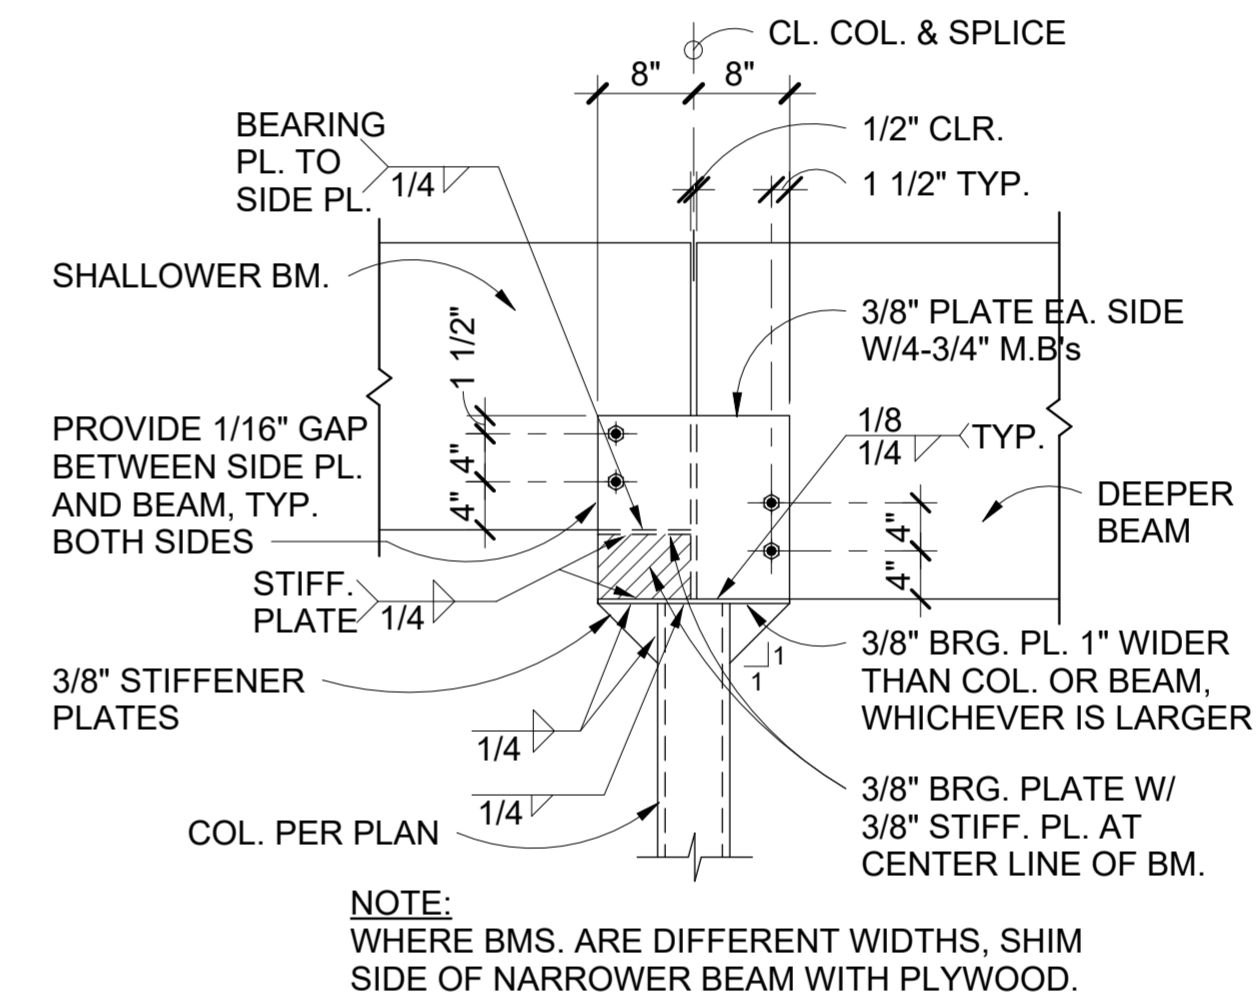 CL. COL. & SPLICE
8"
8"
BEARING
PL. TO
SIDE PL.
1/4
1/2" CLR.
1 1/2" TYP.
SHALLOWER BM.
1 1/2"
4"
4"
3/8" PLATE EA. SIDE
W/4-3/4" M.B's
PROVIDE 1/16" GAP
BETWEEN SIDE PL.
AND BEAM, TYP.
BOTH SIDES
1/8
1/4
TYP.
DEEPER
BEAM
4"
4"
STIFF.
PLATE
1/4
3/8" STIFFENER
PLATES
1
1
3/8" BRG. PL. 1" WIDER
THAN COL. OR BEAM,
WHICHEVER IS LARGER
1/4
1/4
COL. PER PLAN
3/8" BRG. PLATE W/
3/8" STIFF. PL. AT
CENTER LINE OF BM.
NOTE:
WHERE BMS. ARE DIFFERENT WIDTHS, SHIM
SIDE OF NARROWER BEAM WITH PLYWOOD.